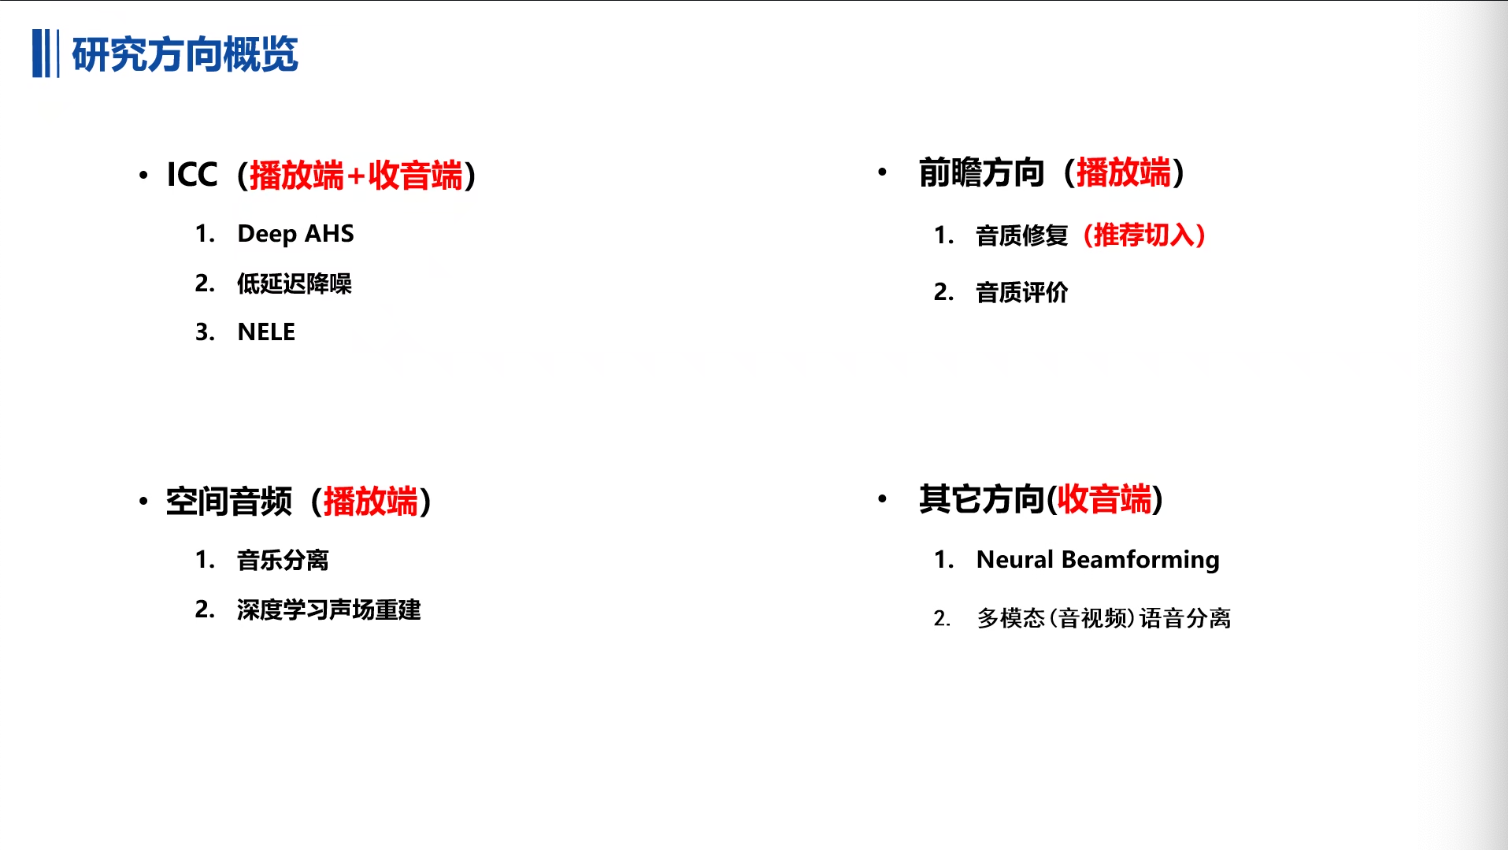 研究方向概览
• ICC（播放端+收音端）
1. Deep AHS
2. 低延迟降噪
3. NELE
• 前瞻方向（播放端）
1. 音质修复（推荐切入）
2. 音质评价
• 空间音频（播放端）
1. 音乐分离
2. 深度学习声场重建
• 其它方向(收音端)
1. Neural Beamforming
2. 多模态(音视频)语音分离